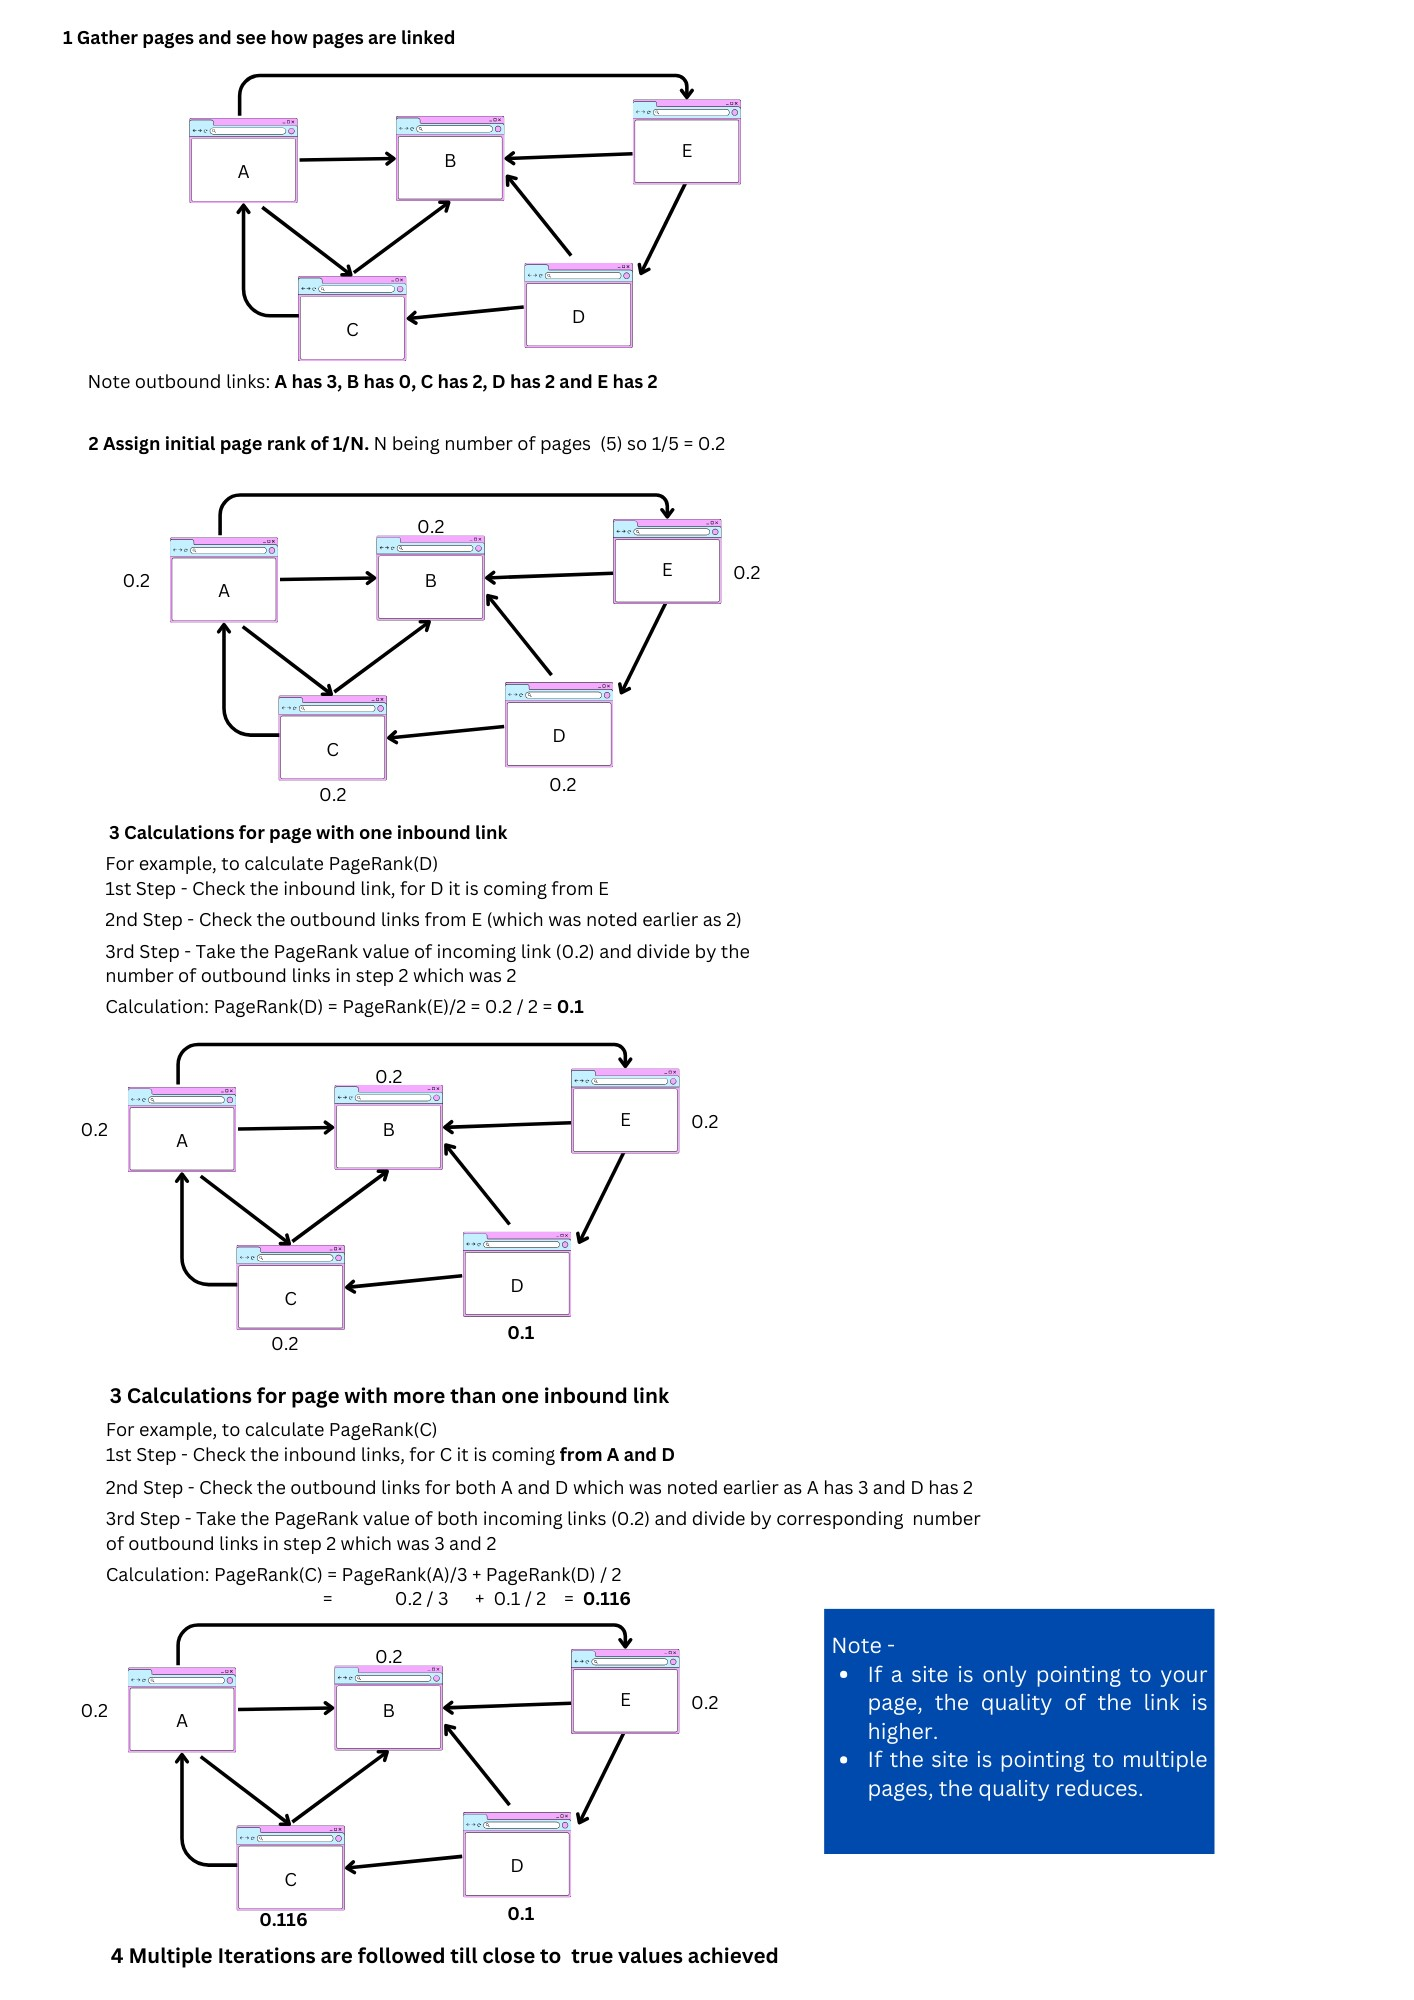 1 Gather pages and see how pages are linked
A
B
E
C
D
Note outbound links: A has 3, B has 0, C has 2, D has 2 and E has 2
2 Assign initial page rank of 1/N. N being number of pages  (5) so 1/5 = 0.2
0.2
0.2
A
B
E
0.2
C
D
0.2
0.2
3 Calculations for page with one inbound link
For example, to calculate PageRank(D)
1st Step - Check the inbound link, for D it is coming from E
2nd Step - Check the outbound links from E (which was noted earlier as 2)
3rd Step - Take the PageRank value of incoming link (0.2) and divide by the
number of outbound links in step 2 which was 2
Calculation: PageRank(D) = PageRank(E)/2 = 0.2 / 2 = 0.1
0.2
0.2
A
B
E
0.2
C
D
0.2
0.1
3 Calculations for page with more than one inbound link
For example, to calculate PageRank(C)
1st Step - Check the inbound links, for C it is coming from A and D
2nd Step - Check the outbound links for both A and D which was noted earlier as A has 3 and D has 2
3rd Step - Take the PageRank value of both incoming links (0.2) and divide by corresponding  number
of outbound links in step 2 which was 3 and 2
Calculation: PageRank(C) = PageRank(A)/3 + PageRank(D) / 2
= 0.2 / 3 + 0.1 / 2 = 0.116
0.2
0.2
A
B
E
0.2
C
D
0.116
0.1
Note -
• If a site is only pointing to your
page, the quality of the link is
higher.
• If the site is pointing to multiple
pages, the quality reduces.
4 Multiple Iterations are followed till close to  true values achieved